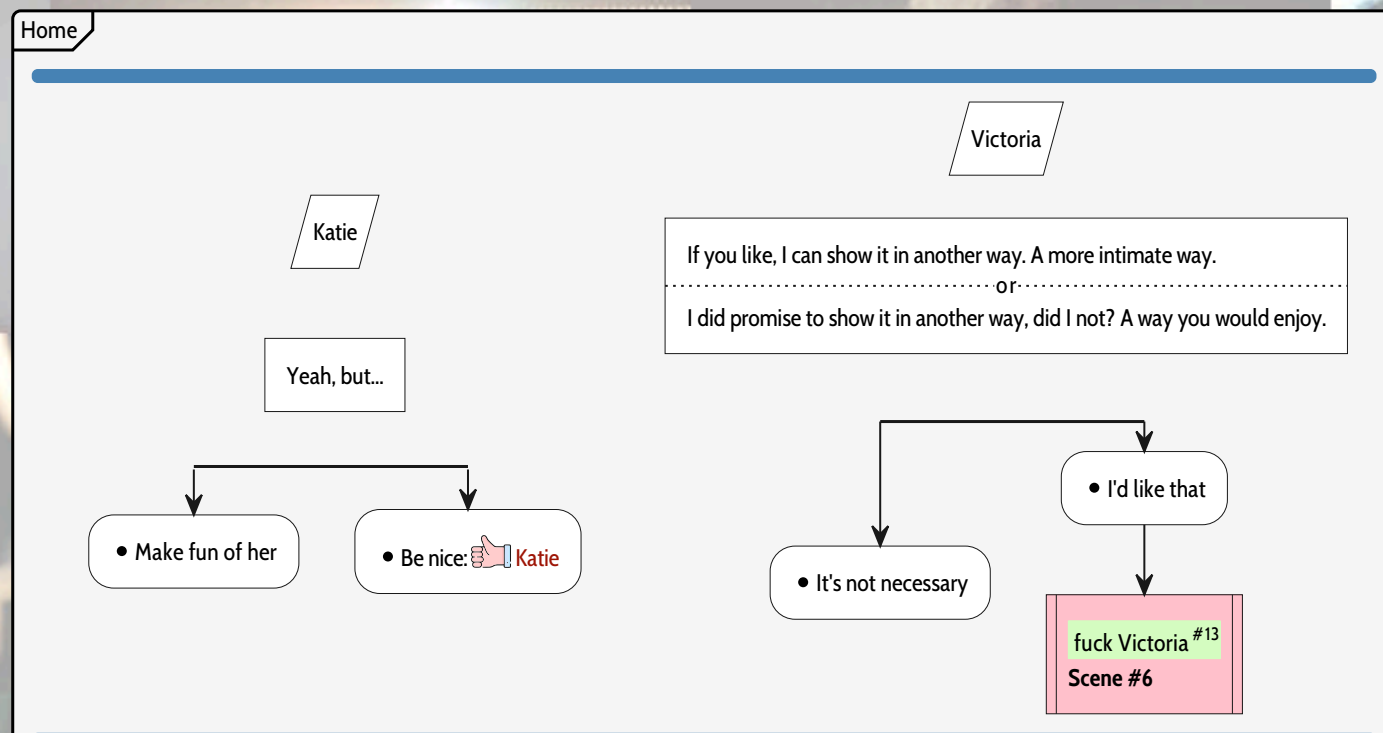 Home
Victoria
Katie
If you like, I can show it in another way. A more intimate way.
or
I did promise to show it in another way, did I not? A way you would enjoy.
Yeah, but...
• Make fun of her
• Be nice: Katie
• I'd like that
• It's not necessary
fuck Victoria #13
Scene #6